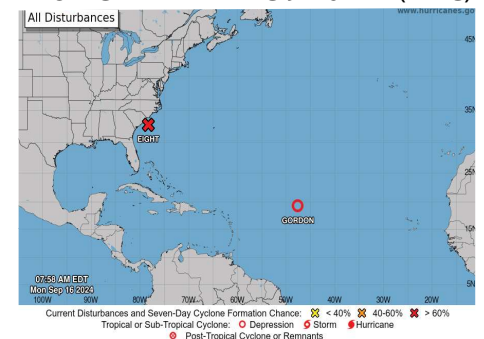 All Disturbances
www.hurricanes.go
45N
35N
EIGHT
25N
GORDON
15N
07:58 AM EDT
Mon Sep 16 2024
5N
100W 90W 80W 70W 60W 50W 40W 30W 20W
Current Disturbances and Seven-Day Cyclone Formation Chance: < 40% 40-60% > 60%
Tropical or Sub-Tropical Cyclone: Depression Storm Hurricane
Post-Tropical Cyclone or Remnants